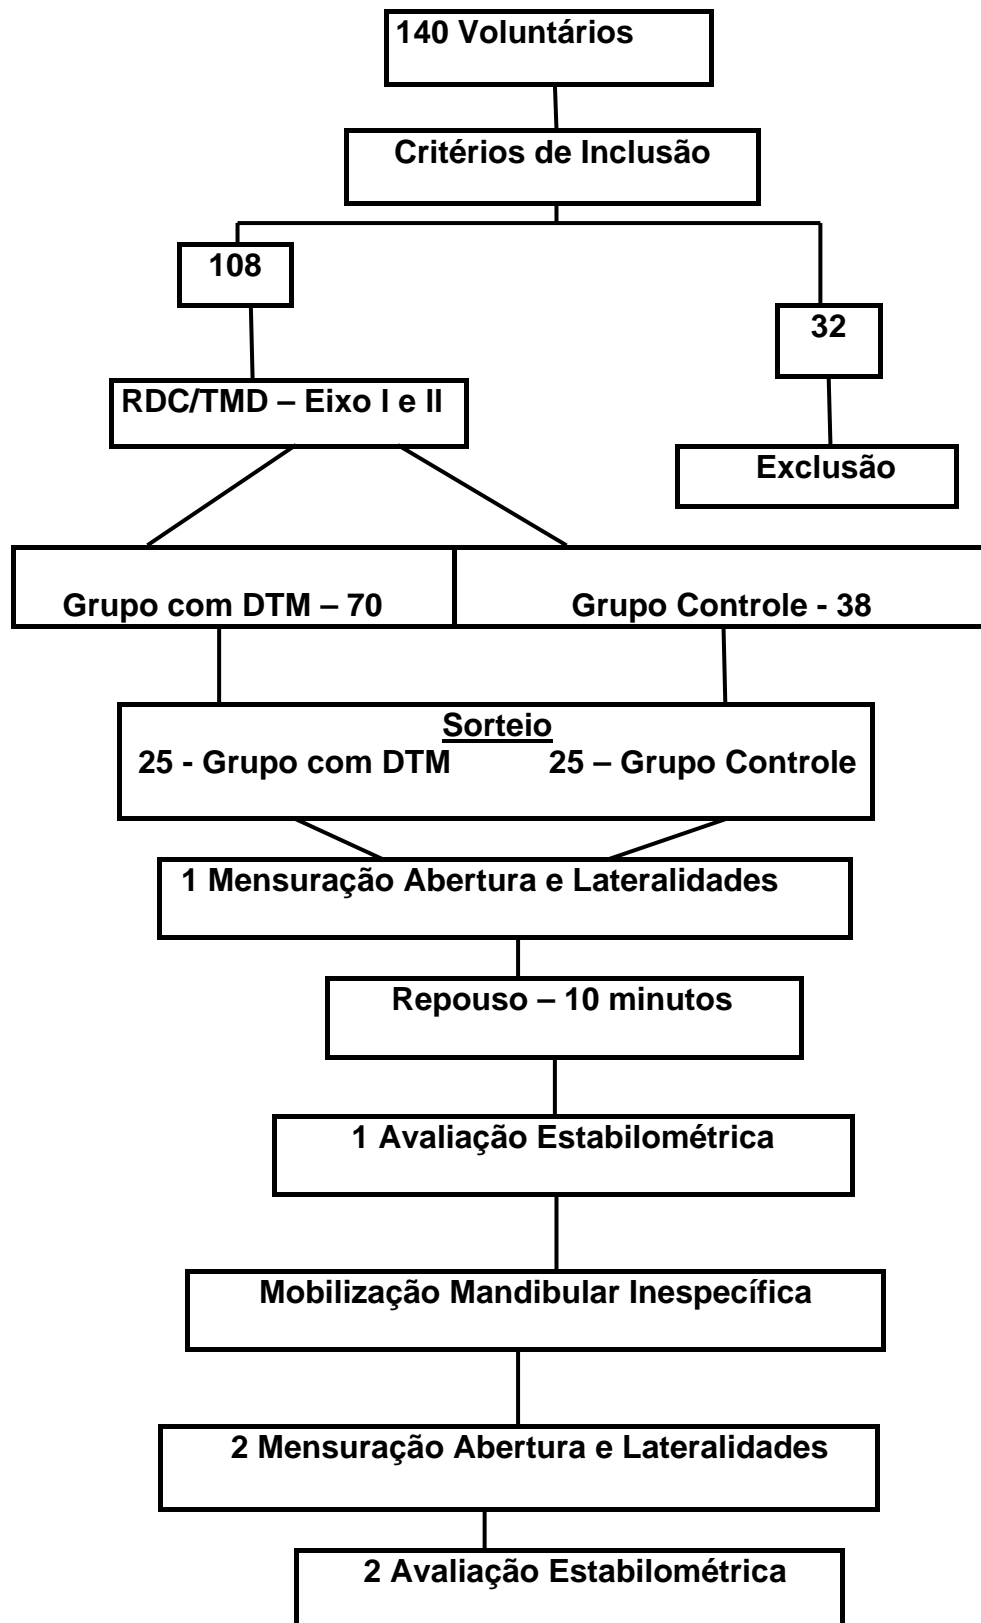 140 Voluntários
Critérios de Inclusão
108
32
RDC/TMD – Eixo I e II
Exclusão
Grupo com DTM – 70
Grupo Controle - 38
Sorteio
25 - Grupo com DTM 25 – Grupo Controle
1 Mensuração Abertura e Lateralidades
Repouso – 10 minutos
1 Avaliação Estabilométrica
Mobilização Mandibular Inespecífica
2 Mensuração Abertura e Lateralidades
2 Avaliação Estabilométrica